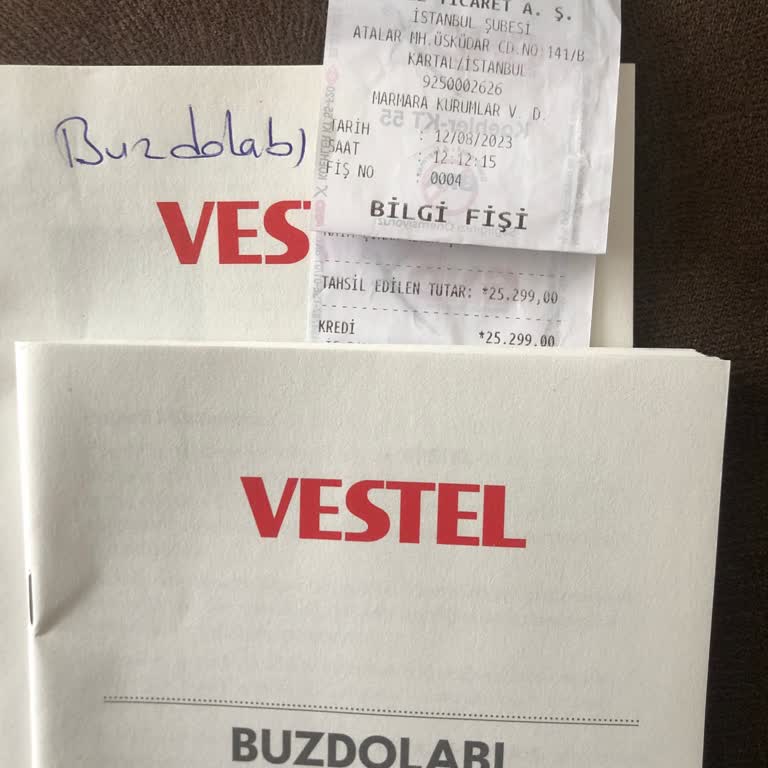 TİCARET A. Ş.
İSTANBUL ŞUBESİ
ATALAR MH.ÜSKÜDAR CD.NO:141/B
KARTAL/İSTANBUL
9250002626
MARMARA KURUMLAR V. D.
TARİH : 12/08/2023
SAAT : 12:12:15
FİŞ NO : 0004
BİLGİ FİŞİ
TAHSİL EDİLEN TUTAR: *25.299,00
KREDİ *25.299,00
Buzdolabı
VES
VESTEL
BUZDOLABI